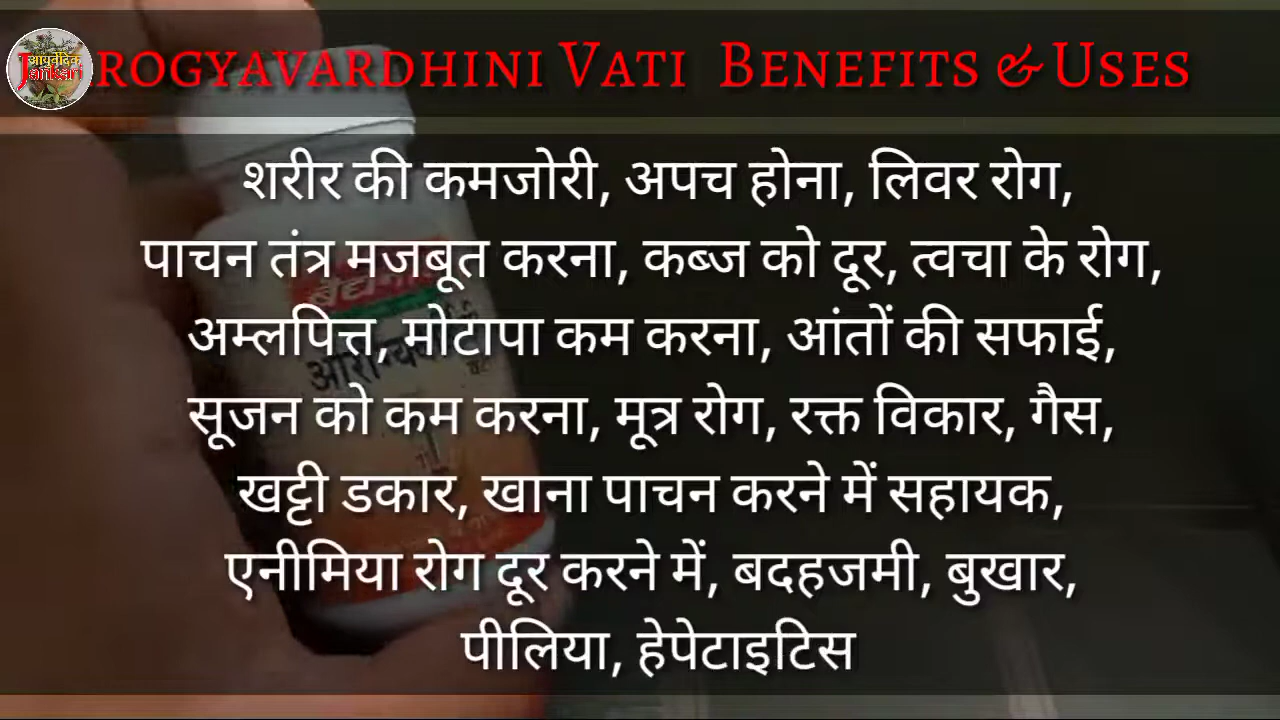 आयुर्वेदिक
Jankari
AROGYAVARDHINI VATI BENEFITS & USES
शरीर की कमजोरी, अपच होना, लिवर रोग,
पाचन तंत्र मजबूत करना, कब्ज को दूर, त्वचा के रोग,
अम्लपित्त, मोटापा कम करना, आंतों की सफाई,
सूजन को कम करना, मूत्र रोग, रक्त विकार, गैस,
खट्टी डकार, खाना पाचन करने में सहायक,
एनीमिया रोग दूर करने में, बदहजमी, बुखार,
पीलिया, हेपेटाइटिस